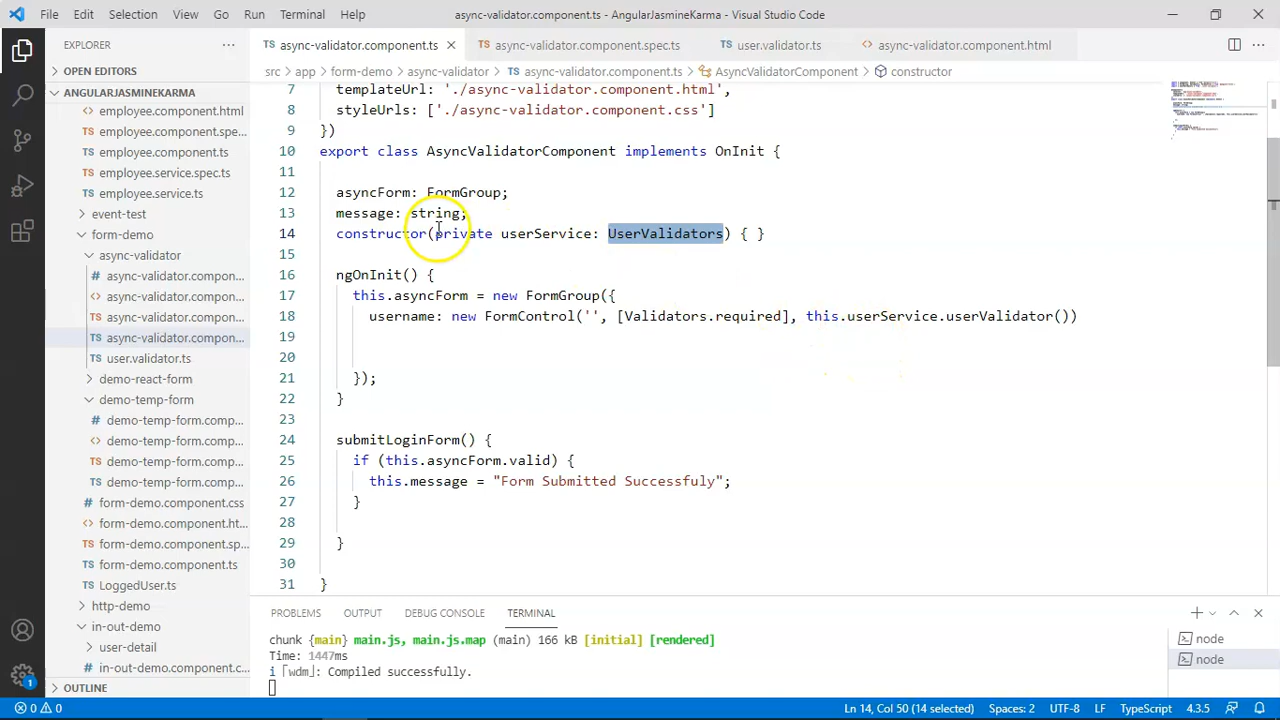 File Edit Selection View Go Run Terminal Help
async-validator.component.ts - AngularJasmineKarma - Visual Studio Code
EXPLORER
async-validator.component.ts
async-validator.component.spec.ts
user.validator.ts
async-validator.component.html
OPEN EDITORS
src › app › form-demo › async-validator › async-validator.component.ts › AsyncValidatorComponent › constructor
ANGULARJASMINEKARMA
employee.component.html
employee.component.spe...
employee.component.ts
employee.service.spec.ts
employee.service.ts
event-test
form-demo
async-validator
async-validator.compon...
async-validator.compon...
async-validator.compon...
async-validator.compon...
user.validator.ts
demo-react-form
demo-temp-form
demo-temp-form.comp...
demo-temp-form.comp...
demo-temp-form.comp...
demo-temp-form.comp...
form-demo.component.css
form-demo.component.ht...
form-demo.component.sp...
form-demo.component.ts
LoggedUser.ts
http-demo
in-out-demo
user-detail
in-out-demo.component.c...
OUTLINE
7 templateUrl: './async-validator.component.html',
8 styleUrls: ['./async-validator.component.css']
9 })
10 export class AsyncValidatorComponent implements OnInit {
11
12 asyncForm: FormGroup;
13 message: string;
14 constructor(private userService: UserValidators) { }
15
16 ngOnInit() {
17 this.asyncForm = new FormGroup({
18 username: new FormControl('', [Validators.required], this.userService.userValidator())
19
20
21 });
22 }
23
24 submitLoginForm() {
25 if (this.asyncForm.valid) {
26 this.message = "Form Submitted Successfuly";
27 }
28
29 }
30
31 }
PROBLEMS OUTPUT DEBUG CONSOLE TERMINAL
chunk {main} main.js, main.js.map (main) 166 kB [initial] [rendered]
Time: 1447ms
i ｢wdm｣: Compiled successfully.
node
node
1
0 0
Ln 14, Col 50 (14 selected) Spaces: 2 UTF-8 LF TypeScript 4.3.5